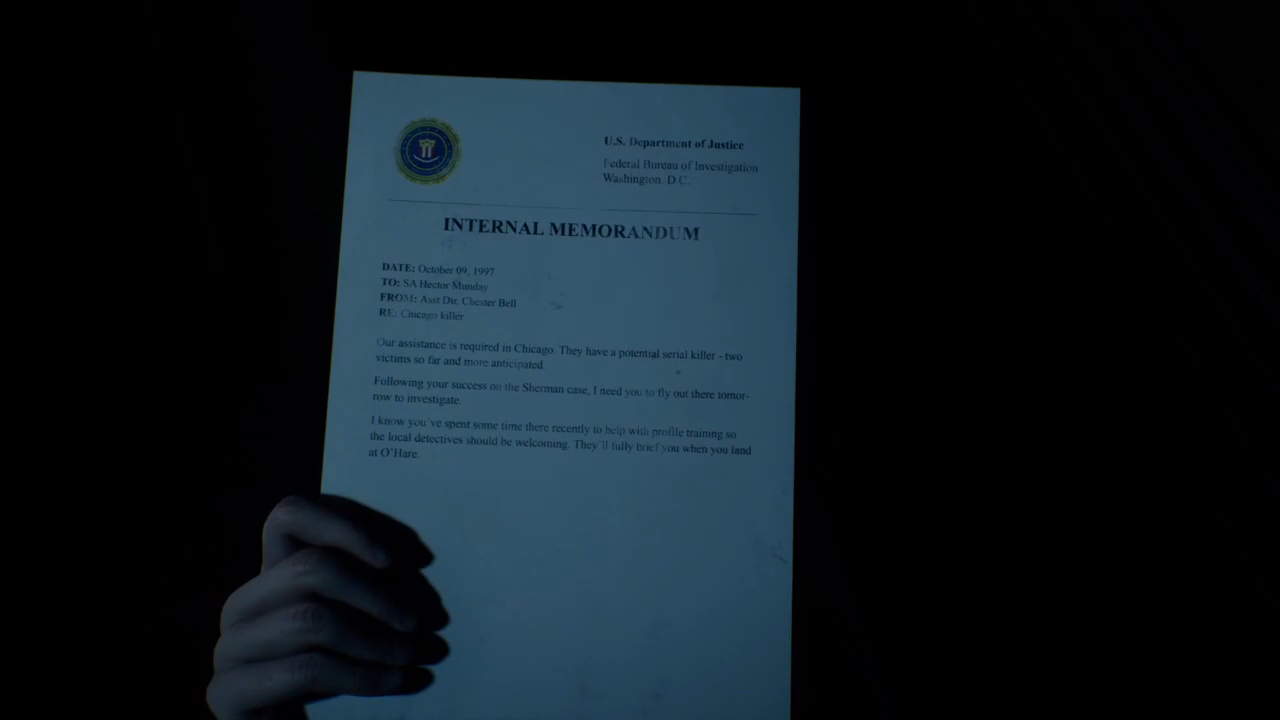 U.S. Department of Justice
Federal Bureau of Investigation
Washington, D.C.
INTERNAL MEMORANDUM
DATE: October 09, 1997
TO: SA Hector Munday
FROM: Asst Dir. Chester Bell
RE: Chicago killer
Our assistance is required in Chicago. They have a potential serial killer - two
victims so far and more anticipated.
Following your success on the Sherman case, I need you to fly out there tomor-
row to investigate.
I know you've spent some time there recently to help with profile training so
the local detectives should be welcoming. They'll fully brief you when you land
at O'Hare.